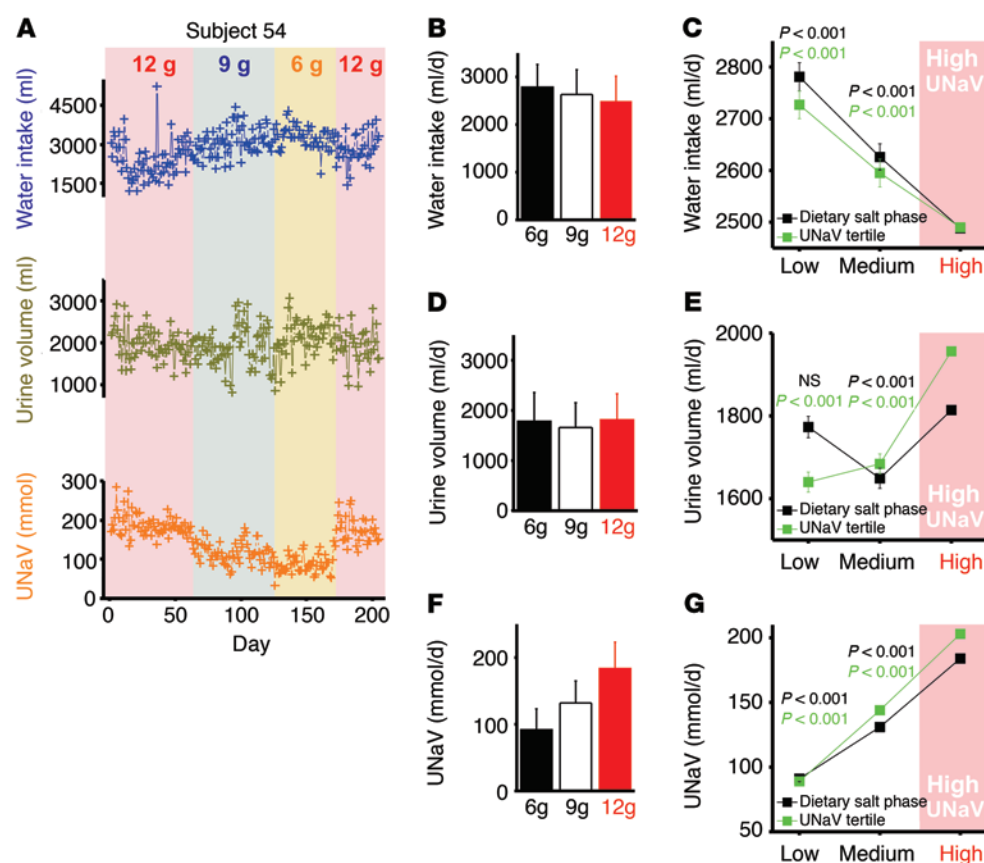 A
Subject 54
12 g 9 g 6 g 12 g
Water intake (ml)
4500
3000
1500
Urine volume (ml)
3000
2000
1000
UNaV (mmol)
300
200
100
0
0 50 100 150 200
Day
B
Water intake (ml/d)
3000
2000
1000
0
6g 9g 12g
C
Water intake (ml/d)
2800
2700
2600
2500
P < 0.001
P < 0.001
P < 0.001
P < 0.001
High
UNaV
Dietary salt phase
UNaV tertile
Low Medium High
D
Urine volume (ml/d)
3000
2000
1000
0
6g 9g 12g
E
Urine volume (ml/d)
2000
1800
1600
NS
P < 0.001
P < 0.001
P < 0.001
High
UNaV
Dietary salt phase
UNaV tertile
Low Medium High
F
UNaV (mmol/d)
200
100
0
6g 9g 12g
G
UNaV (mmol/d)
200
150
100
50
P < 0.001
P < 0.001
P < 0.001
P < 0.001
High
UNaV
Dietary salt phase
UNaV tertile
Low Medium High